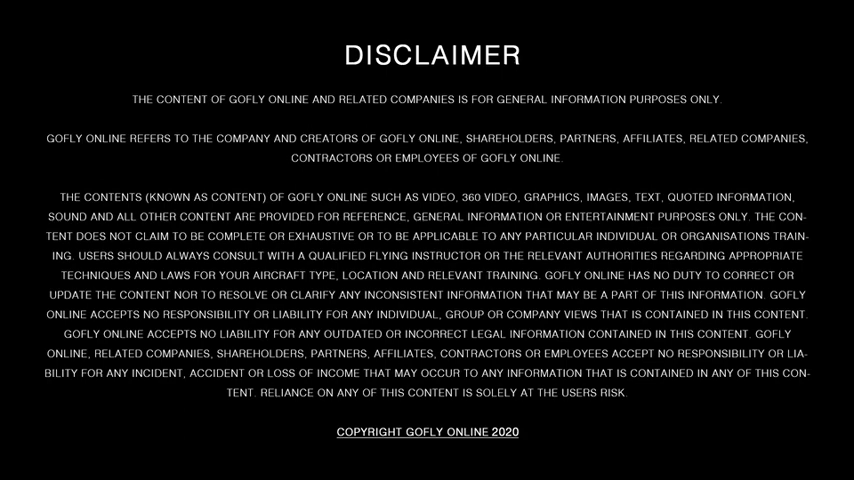 DISCLAIMER
THE CONTENT OF GOFLY ONLINE AND RELATED COMPANIES IS FOR GENERAL INFORMATION PURPOSES ONLY.
GOFLY ONLINE REFERS TO THE COMPANY AND CREATORS OF GOFLY ONLINE, SHAREHOLDERS, PARTNERS, AFFILIATES, RELATED COMPANIES,
CONTRACTORS OR EMPLOYEES OF GOFLY ONLINE.
THE CONTENTS (KNOWN AS CONTENT) OF GOFLY ONLINE SUCH AS VIDEO, 360 VIDEO, GRAPHICS, IMAGES, TEXT, QUOTED INFORMATION,
SOUND AND ALL OTHER CONTENT ARE PROVIDED FOR REFERENCE, GENERAL INFORMATION OR ENTERTAINMENT PURPOSES ONLY. THE CON-
TENT DOES NOT CLAIM TO BE COMPLETE OR EXHAUSTIVE OR TO BE APPLICABLE TO ANY PARTICULAR INDIVIDUAL OR ORGANISATIONS TRAIN-
ING. USERS SHOULD ALWAYS CONSULT WITH A QUALIFIED FLYING INSTRUCTOR OR THE RELEVANT AUTHORITIES REGARDING APPROPRIATE
TECHNIQUES AND LAWS FOR YOUR AIRCRAFT TYPE, LOCATION AND RELEVANT TRAINING. GOFLY ONLINE HAS NO DUTY TO CORRECT OR
UPDATE THE CONTENT NOR TO RESOLVE OR CLARIFY ANY INCONSISTENT INFORMATION THAT MAY BE A PART OF THIS INFORMATION. GOFLY
ONLINE ACCEPTS NO RESPONSIBILITY OR LIABILITY FOR ANY INDIVIDUAL, GROUP OR COMPANY VIEWS THAT IS CONTAINED IN THIS CONTENT.
GOFLY ONLINE ACCEPTS NO LIABILITY FOR ANY OUTDATED OR INCORRECT LEGAL INFORMATION CONTAINED IN THIS CONTENT. GOFLY
ONLINE, RELATED COMPANIES, SHAREHOLDERS, PARTNERS, AFFILIATES, CONTRACTORS OR EMPLOYEES ACCEPT NO RESPONSIBILITY OR LIA-
BILITY FOR ANY INCIDENT, ACCIDENT OR LOSS OF INCOME THAT MAY OCCUR TO ANY INFORMATION THAT IS CONTAINED IN ANY OF THIS CON-
TENT. RELIANCE ON ANY OF THIS CONTENT IS SOLELY AT THE USERS RISK.
COPYRIGHT GOFLY ONLINE 2020